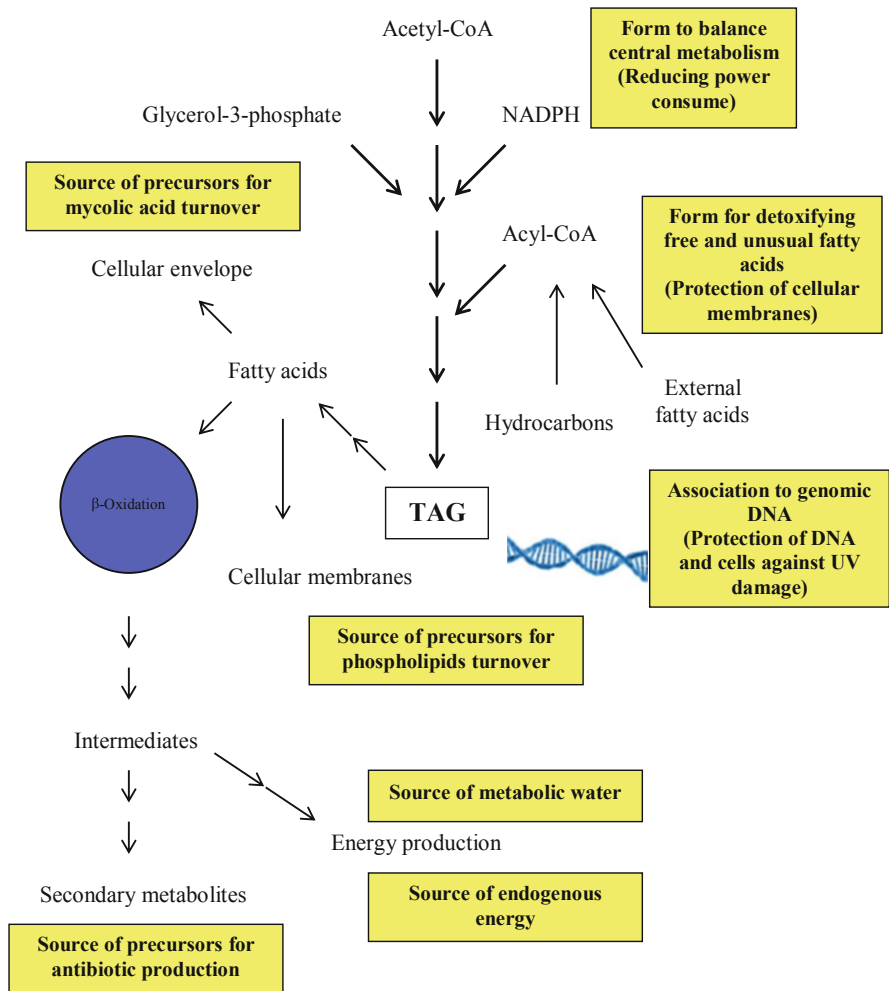 Acetyl-CoA
Form to balance
central metabolism
(Reducing power
consume)
Glycerol-3-phosphate
NADPH
Source of precursors for
mycolic acid turnover
Acyl-CoA
Form for detoxifying
free and unusual fatty
acids
(Protection of cellular
membranes)
Cellular envelope
Fatty acids
Hydrocarbons
External
fatty acids
β-Oxidation
TAG
Association to genomic
DNA
(Protection of DNA
and cells against UV
damage)
Cellular membranes
Source of precursors for
phospholipids turnover
Intermediates
Source of metabolic water
Energy production
Secondary metabolites
Source of endogenous
energy
Source of precursors for
antibiotic production